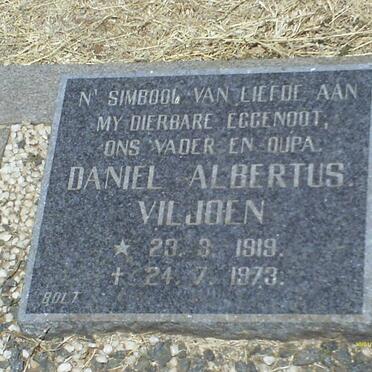 N' SIMBOOL VAN LIEFDE AAN
MY DIERBARE EGGENOOT,
ONS VADER EN OUPA.
DANIEL ALBERTUS.
VILJOEN
★ 23. 3. 1919.
✝ 24. 7. 1973.
BOLT